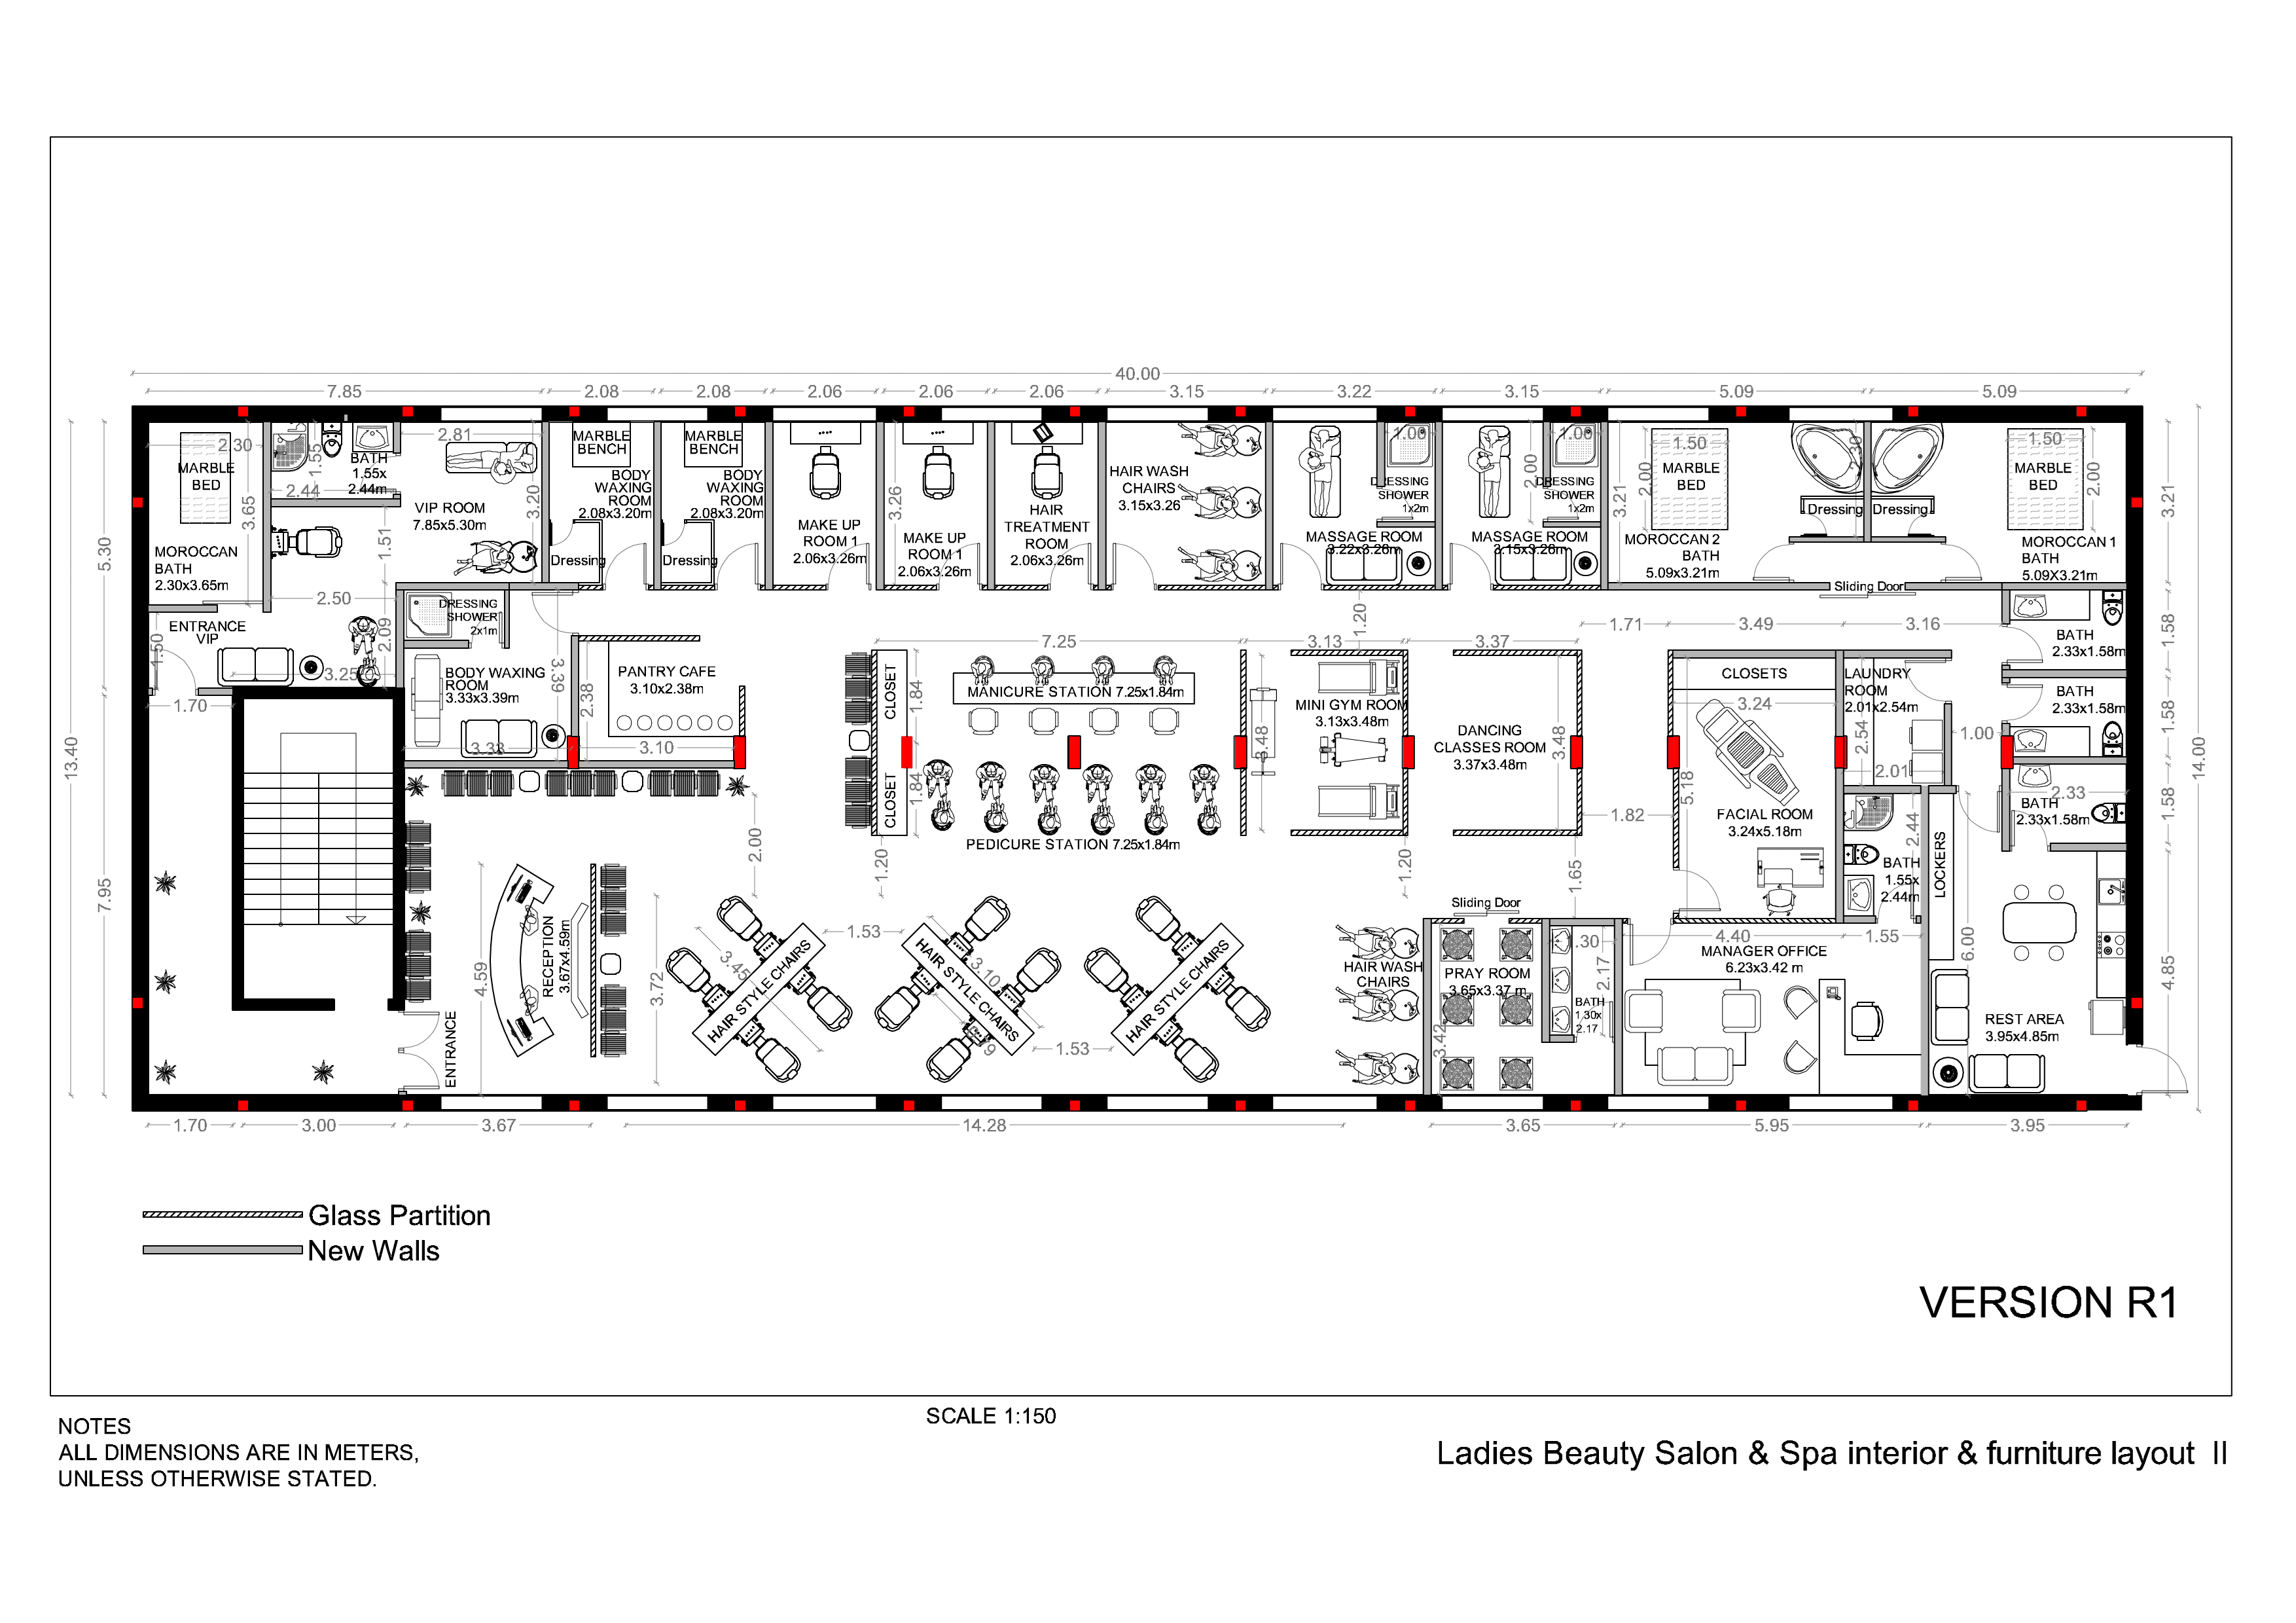 40.00
7.85
2.08
2.08
2.06
2.06
2.06
3.15
3.22
3.15
5.09
5.09
13.40
5.30
7.95
14.00
3.21
1.58
1.58
1.58
4.85
2.30
MARBLE
BED
3.65
MOROCCAN
BATH
2.30x3.65m
1.55
BATH
1.55x
2.44m
2.44
2.81
VIP ROOM
7.85x5.30m
3.20
1.51
2.50
2.09
ENTRANCE
VIP
1.50
3.25
1.70
MARBLE
BENCH
BODY
WAXING
ROOM
2.08x3.20m
Dressing
MARBLE
BENCH
BODY
WAXING
ROOM
2.08x3.20m
Dressing
MAKE UP
ROOM 1
2.06x3.26m
3.26
MAKE UP
ROOM 1
2.06x3.26m
HAIR
TREATMENT
ROOM
2.06x3.26m
HAIR WASH
CHAIRS
3.15x3.26
1.00
DRESSING
SHOWER
1x2m
MASSAGE ROOM
3.22x3.28m
2.00
1.00
DRESSING
SHOWER
1x2m
MASSAGE ROOM
3.15x3.28m
3.21
2.00
1.50
MARBLE
BED
MOROCCAN 2
BATH
5.09x3.21m
2.30
Dressing
Dressing
1.50
MARBLE
BED
2.00
MOROCCAN 1
BATH
5.09X3.21m
Sliding Door
DRESSING
SHOWER
2x1m
BODY WAXING
ROOM
3.33x3.39m
3.39
3.33
PANTRY CAFE
3.10x2.38m
2.38
3.10
7.25
CLOSET
1.84
CLOSET
1.84
MANICURE STATION 7.25x1.84m
PEDICURE STATION 7.25x1.84m
3.13
1.20
3.37
3.48
MINI GYM ROOM
3.13x3.48m
DANCING
CLASSES ROOM
3.37x3.48m
3.48
1.71
3.49
3.16
CLOSETS
3.24
5.18
FACIAL ROOM
3.24x5.18m
1.82
LAUNDRY
ROOM
2.01x2.54m
2.54
2.01
1.00
BATH
2.33x1.58m
BATH
2.33x1.58m
2.33
BATH
2.33x1.58m
2.44
BATH
1.55x
2.44m
LOCKERS
6.00
REST AREA
3.95x4.85m
2.00
1.20
1.20
1.65
4.59
RECEPTION
3.67x4.59m
ENTRANCE
3.72
3.45
HAIR STYLE CHAIRS
1.53
3.10
HAIR STYLE CHAIRS
1.53
HAIR STYLE CHAIRS
HAIR WASH
CHAIRS
Sliding Door
PRAY ROOM
3.65x3.37 m
3.42
1.30
2.17
BATH
1.30x
2.17
4.40
1.55
MANAGER OFFICE
6.23x3.42 m
1.70
3.00
3.67
14.28
3.65
5.95
3.95
Glass Partition
New Walls
VERSION R1
NOTES
ALL DIMENSIONS ARE IN METERS,
UNLESS OTHERWISE STATED.
SCALE 1:150
Ladies Beauty Salon & Spa interior & furniture layout II